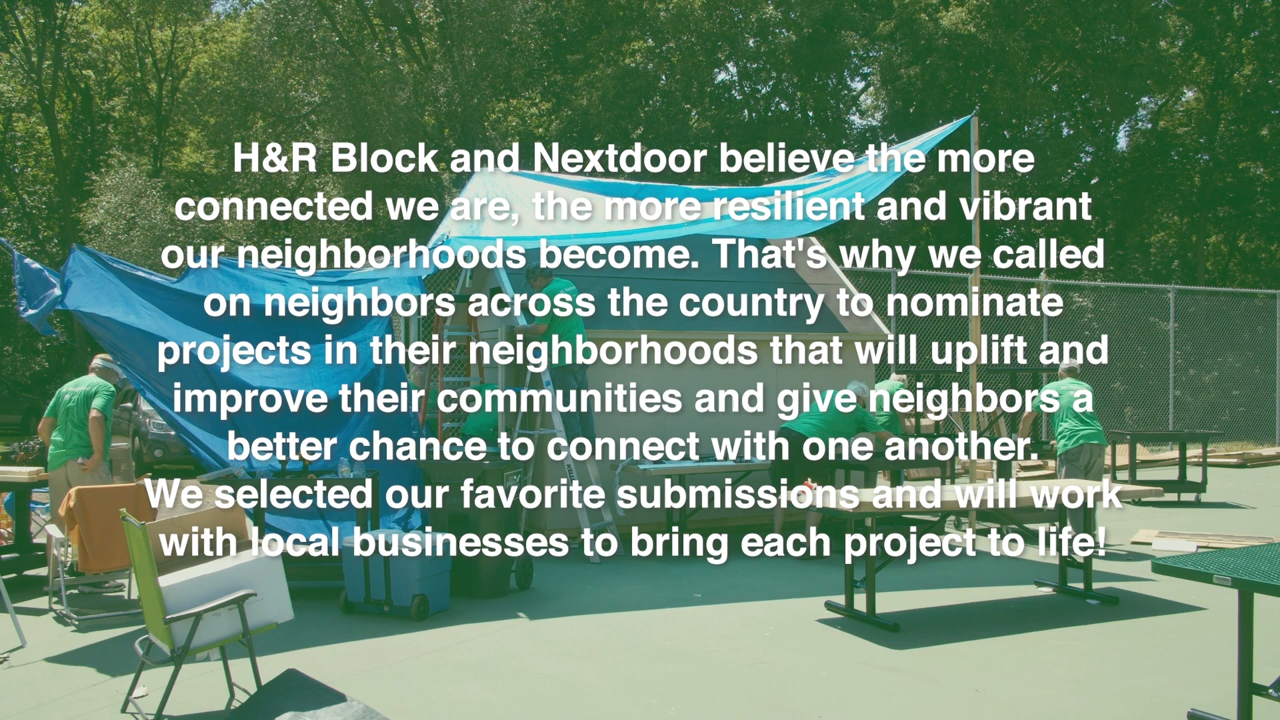 H&R Block and Nextdoor believe the more
connected we are, the more resilient and vibrant
our neighborhoods become. That's why we called
on neighbors across the country to nominate
projects in their neighborhoods that will uplift and
improve their communities and give neighbors a
better chance to connect with one another.
We selected our favorite submissions and will work
with local businesses to bring each project to life!